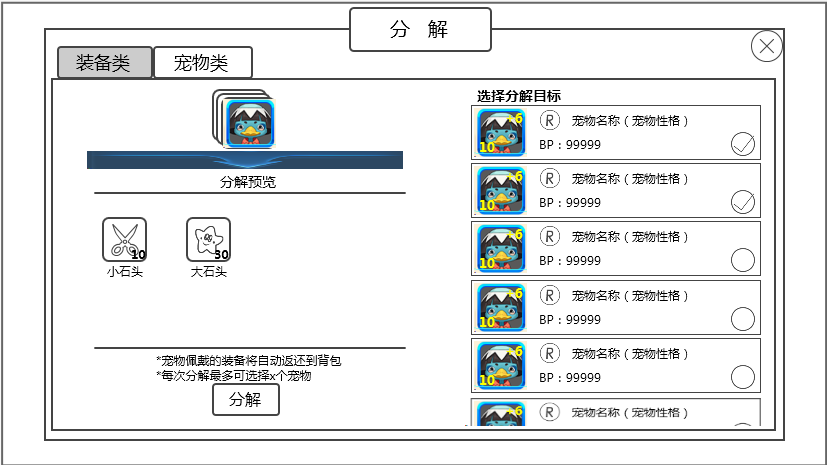 分 解
装备类 宠物类
分解预览
10 30
小石头 大石头
*宠物佩戴的装备将自动返还到背包
*每次分解最多可选择x个宠物
分解
选择分解目标
6 R 宠物名称（宠物性格）
10 BP：99999
6 R 宠物名称（宠物性格）
10 BP：99999
6 R 宠物名称（宠物性格）
10 BP：99999
6 R 宠物名称（宠物性格）
10 BP：99999
6 R 宠物名称（宠物性格）
10 BP：99999
6 R 宠物名称（宠物性格）